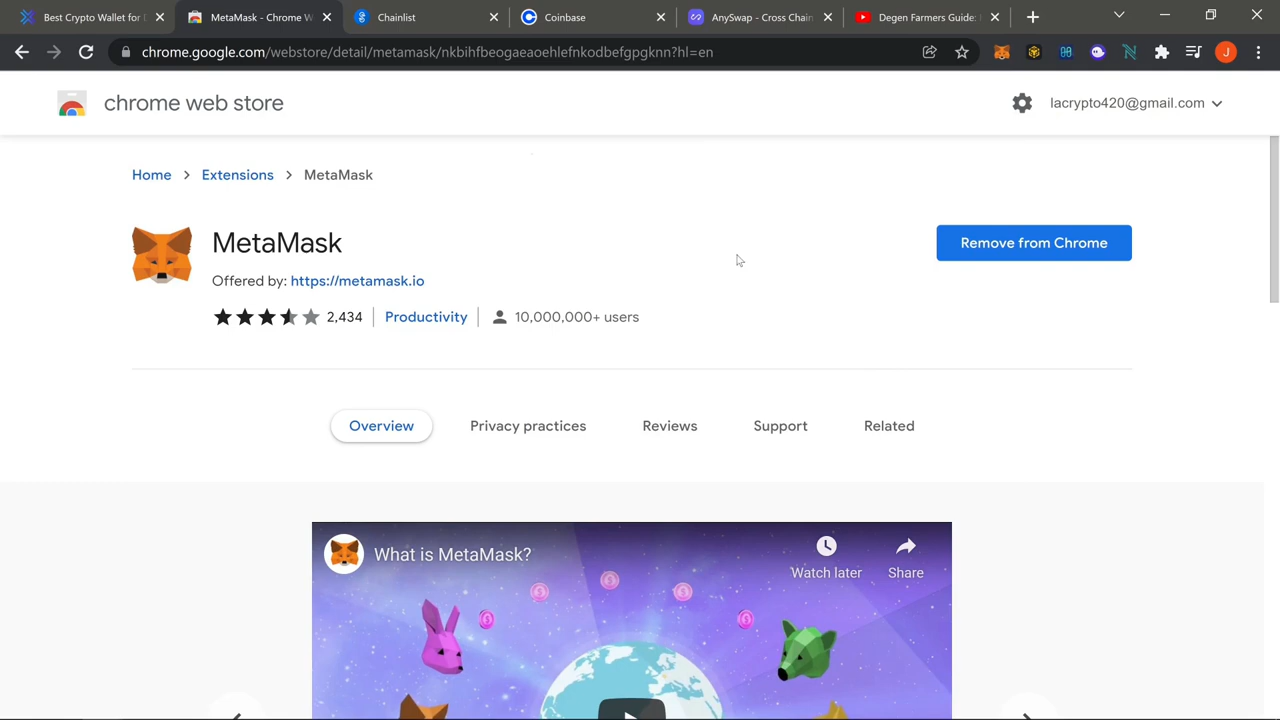 Best Crypto Wallet for D
MetaMask - Chrome W
Chainlist
Coinbase
AnySwap - Cross Chain
Degen Farmers Guide:
chrome.google.com/webstore/detail/metamask/nkbihfbeogaeaoehlefnkodbefgpgknn?hl=en
J
chrome web store
lacrypto420@gmail.com
Home
Extensions
MetaMask
MetaMask
Remove from Chrome
Offered by: https://metamask.io
2,434
Productivity
10,000,000+ users
Overview
Privacy practices
Reviews
Support
Related
What is MetaMask?
Watch later
Share